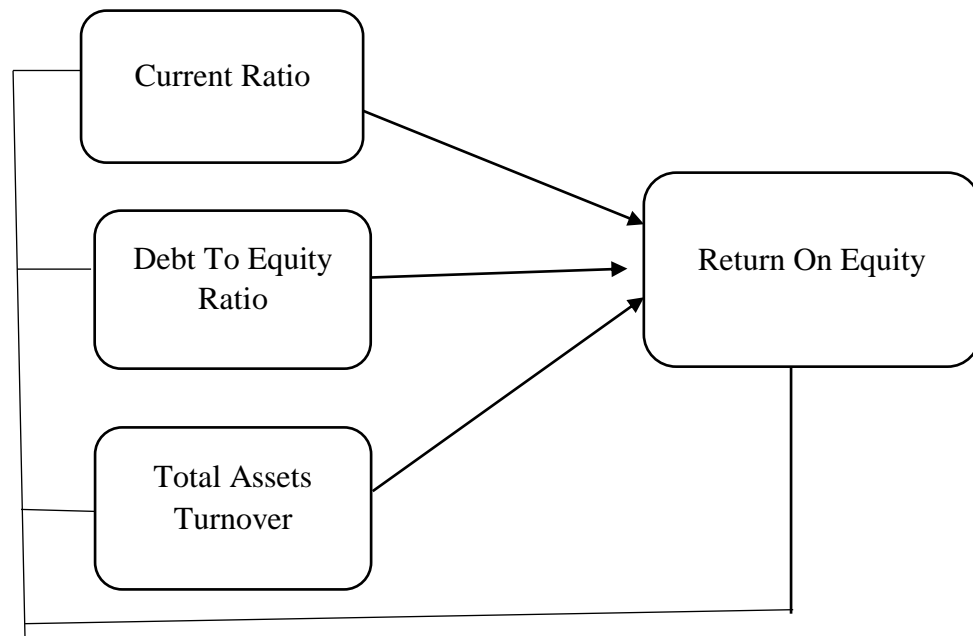 Current Ratio
Debt To Equity
Ratio
Return On Equity
Total Assets
Turnover